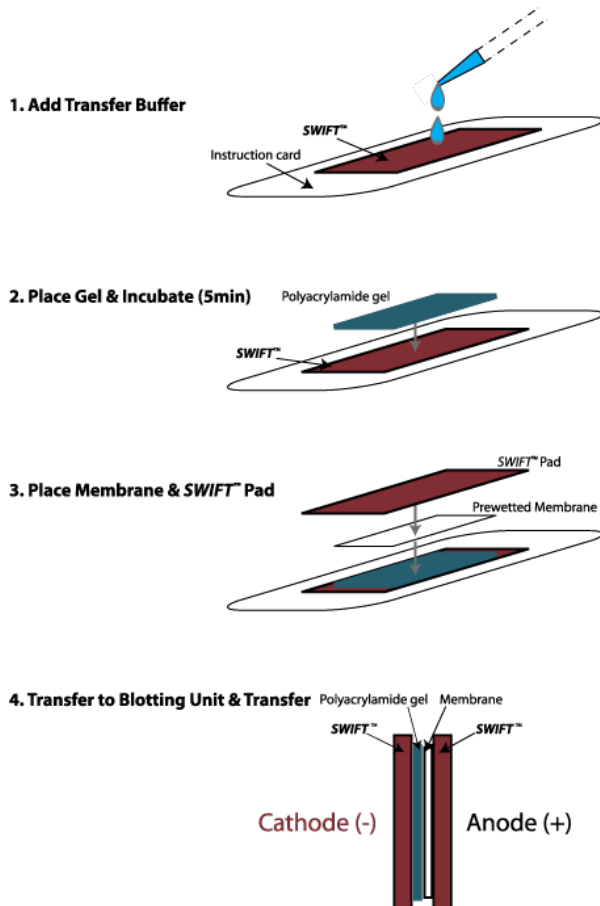 1. Add Transfer Buffer
SWIFT™
Instruction card
2. Place Gel & Incubate (5min)
Polyacrylamide gel
SWIFT™
3. Place Membrane & SWIFT™ Pad
SWIFT™ Pad
Prewetted Membrane
4. Transfer to Blotting Unit & Transfer
Polyacrylamide gel
Membrane
SWIFT™
SWIFT™
Cathode (-)
Anode (+)